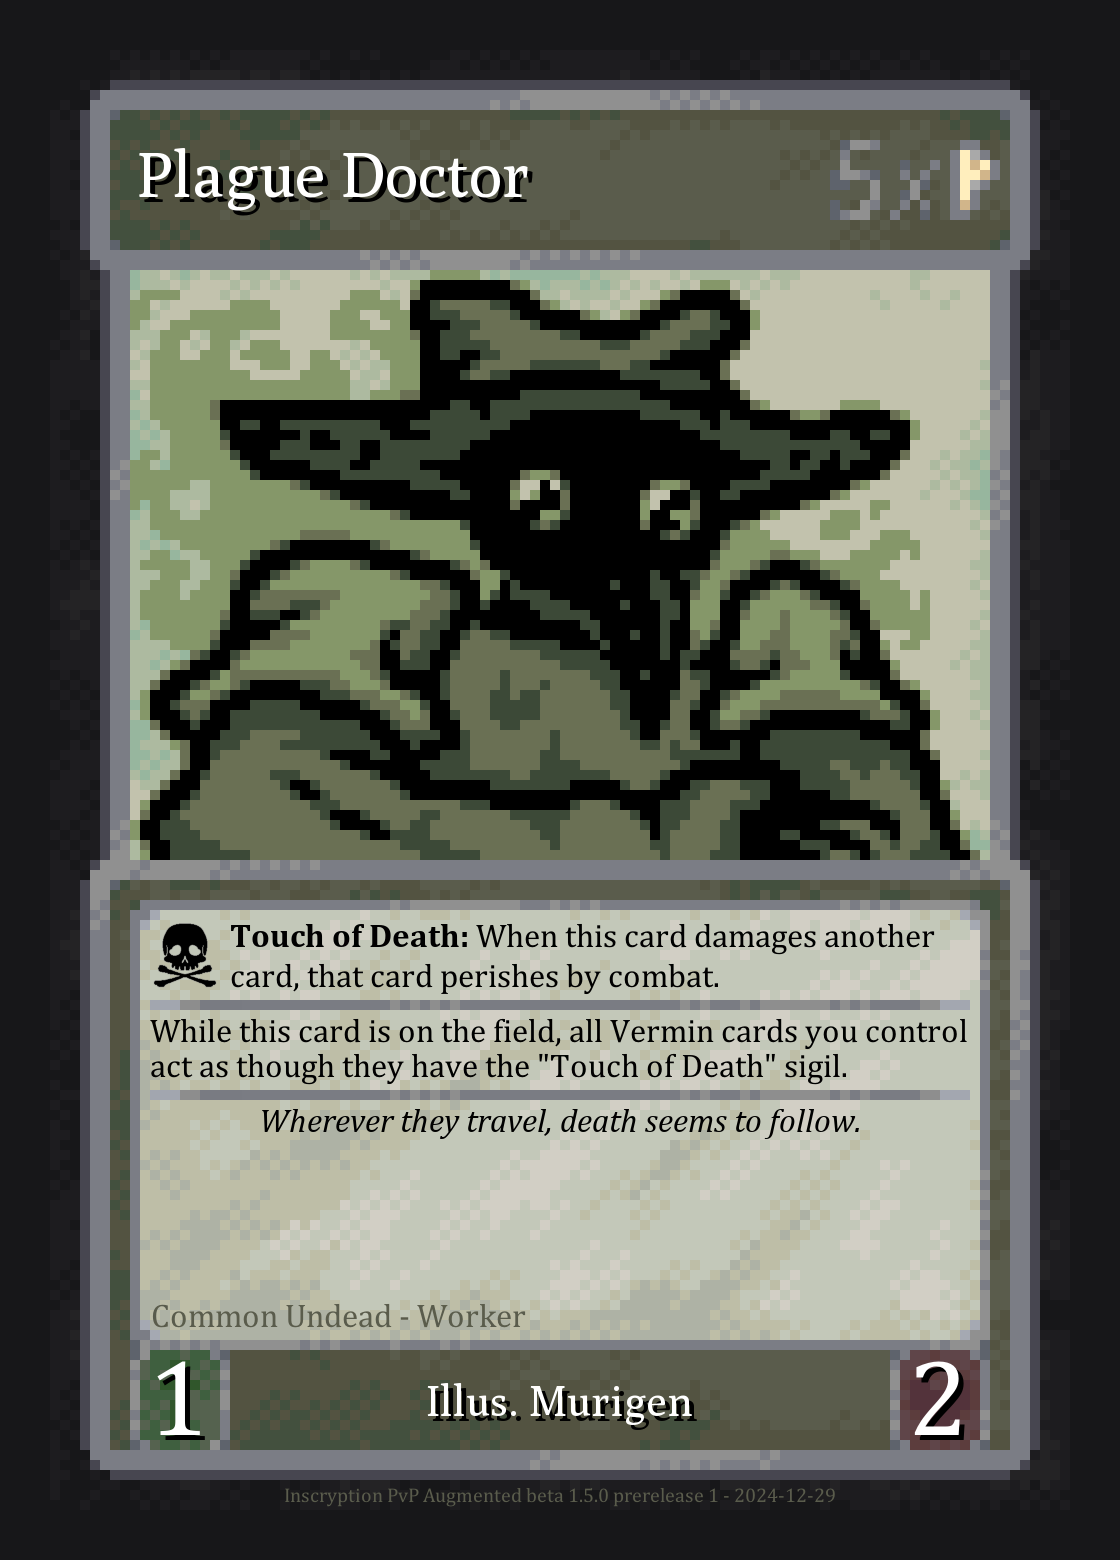 Plague Doctor 5x
Touch of Death: When this card damages another
card, that card perishes by combat.
While this card is on the field, all Vermin cards you control
act as though they have the "Touch of Death" sigil.
Wherever they travel, death seems to follow.
Common Undead - Worker
1 Illus. Murigen 2
Inscryption PvP Augmented beta 1.5.0 prerelease 1 - 2024-12-29